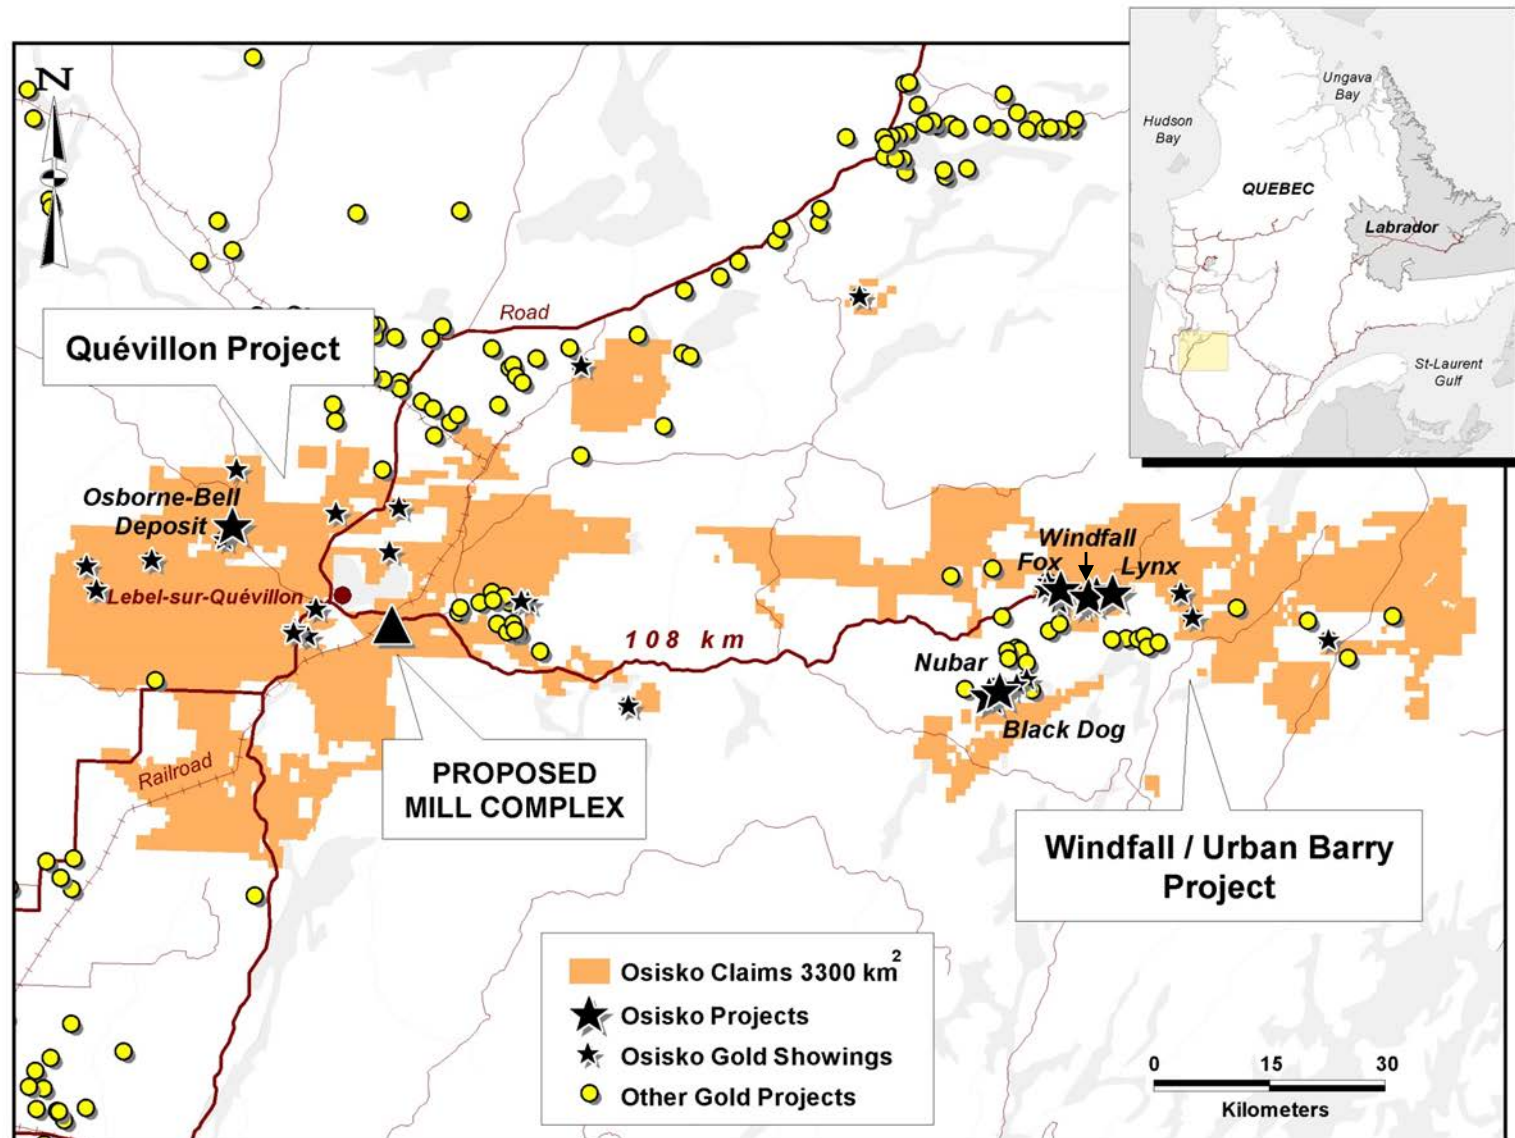 N
Hudson
Bay
Ungava
Bay
QUEBEC
Labrador
St-Laurent
Gulf
Road
Quévillon Project
Osborne-Bell
Deposit
Lebel-sur-Quévillon
108 km
Windfall
Fox
Lynx
Nubar
Black Dog
Railroad
PROPOSED
MILL COMPLEX
Windfall / Urban Barry
Project
Osisko Claims 3300 km²
Osisko Projects
Osisko Gold Showings
Other Gold Projects
0 15 30
Kilometers